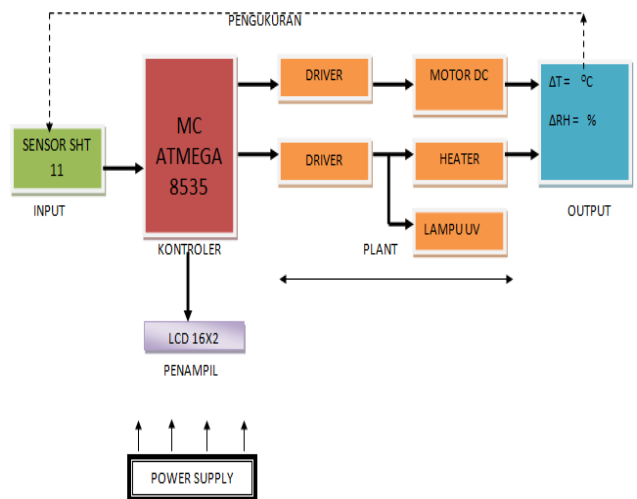 PENGUKURAN
DRIVER
MOTOR DC
ΔT = °C
ΔRH = %
MC
ATMEGA
8535
SENSOR SHT
11
DRIVER
HEATER
LAMPU UV
INPUT
OUTPUT
KONTROLER
PLANT
LCD 16X2
PENAMPIL
POWER SUPPLY